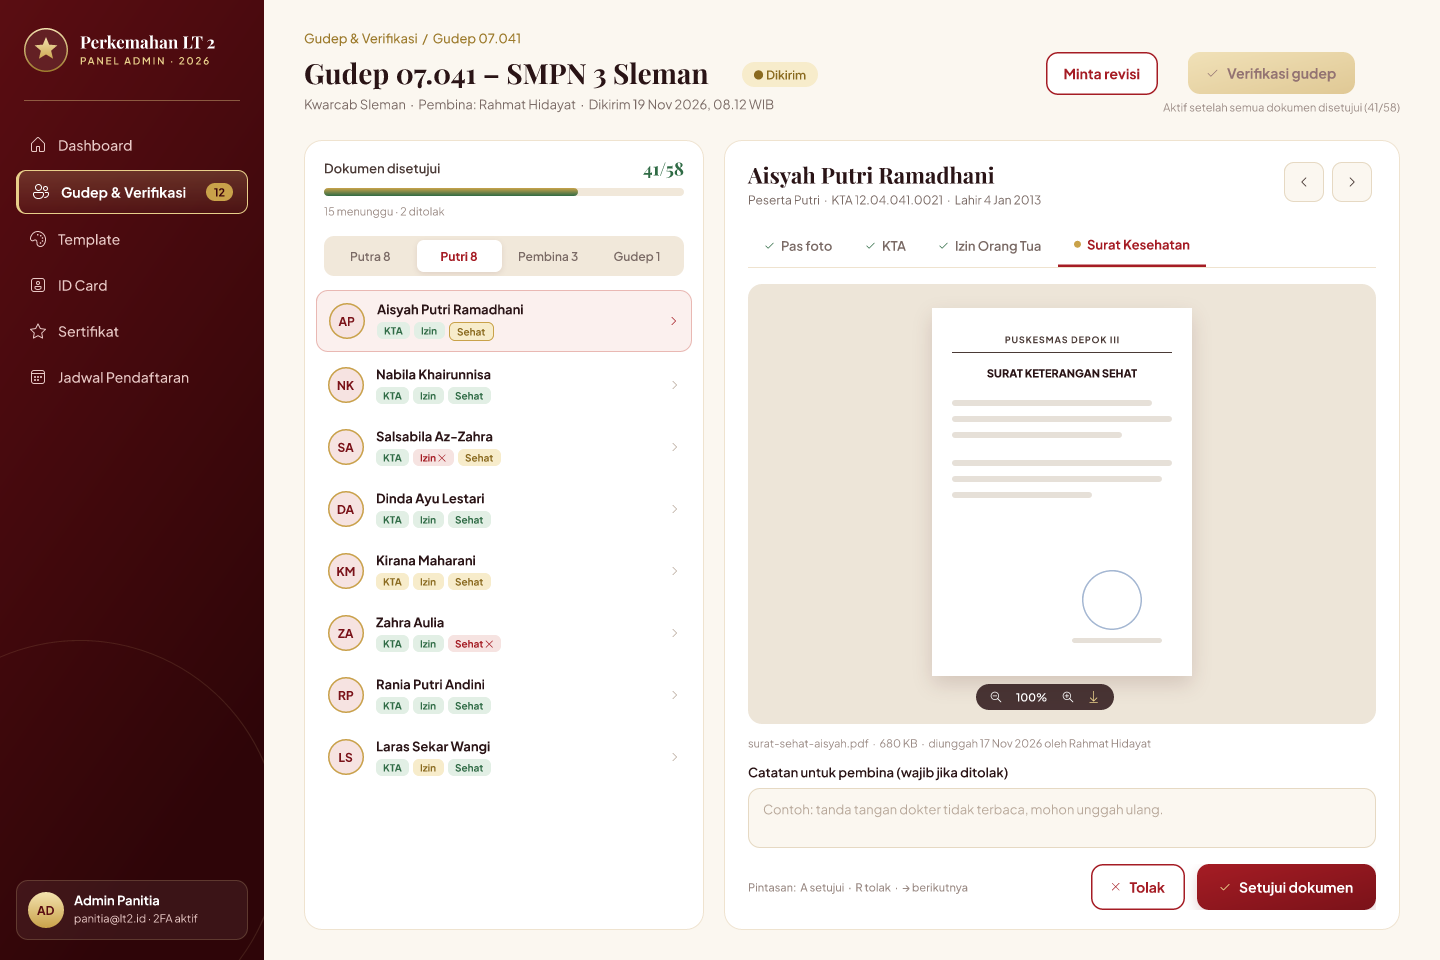 Perkemahan LT 2
PANEL ADMIN · 2026
Dashboard
Gudep & Verifikasi 12
Template
ID Card
Sertifikat
Jadwal Pendaftaran
AD
Admin Panitia
panitia@lt2.id · 2FA aktif
Gudep & Verifikasi / Gudep 07.041
Gudep 07.041 – SMPN 3 Sleman
Dikirim
Kwarcab Sleman · Pembina: Rahmat Hidayat · Dikirim 19 Nov 2026, 08.12 WIB
Minta revisi
Verifikasi gudep
Aktif setelah semua dokumen disetujui (41/58)
Dokumen disetujui 41/58
15 menunggu · 2 ditolak
Putra 8 Putri 8 Pembina 3 Gudep 1
AP
Aisyah Putri Ramadhani
KTA Izin Sehat
NK
Nabila Khairunnisa
KTA Izin Sehat
SA
Salsabila Az-Zahra
KTA Izin Sehat
DA
Dinda Ayu Lestari
KTA Izin Sehat
KM
Kirana Maharani
KTA Izin Sehat
ZA
Zahra Aulia
KTA Izin Sehat
RP
Rania Putri Andini
KTA Izin Sehat
LS
Laras Sekar Wangi
KTA Izin Sehat
Aisyah Putri Ramadhani
Peserta Putri · KTA 12.04.041.0021 · Lahir 4 Jan 2013
Pas foto KTA Izin Orang Tua Surat Kesehatan
PUSKESMAS DEPOK III
SURAT KETERANGAN SEHAT
100%
surat-sehat-aisyah.pdf · 680 KB · diunggah 17 Nov 2026 oleh Rahmat Hidayat
Catatan untuk pembina (wajib jika ditolak)
Contoh: tanda tangan dokter tidak terbaca, mohon unggah ulang.
Pintasan: A setujui · R tolak · → berikutnya
Tolak
Setujui dokumen